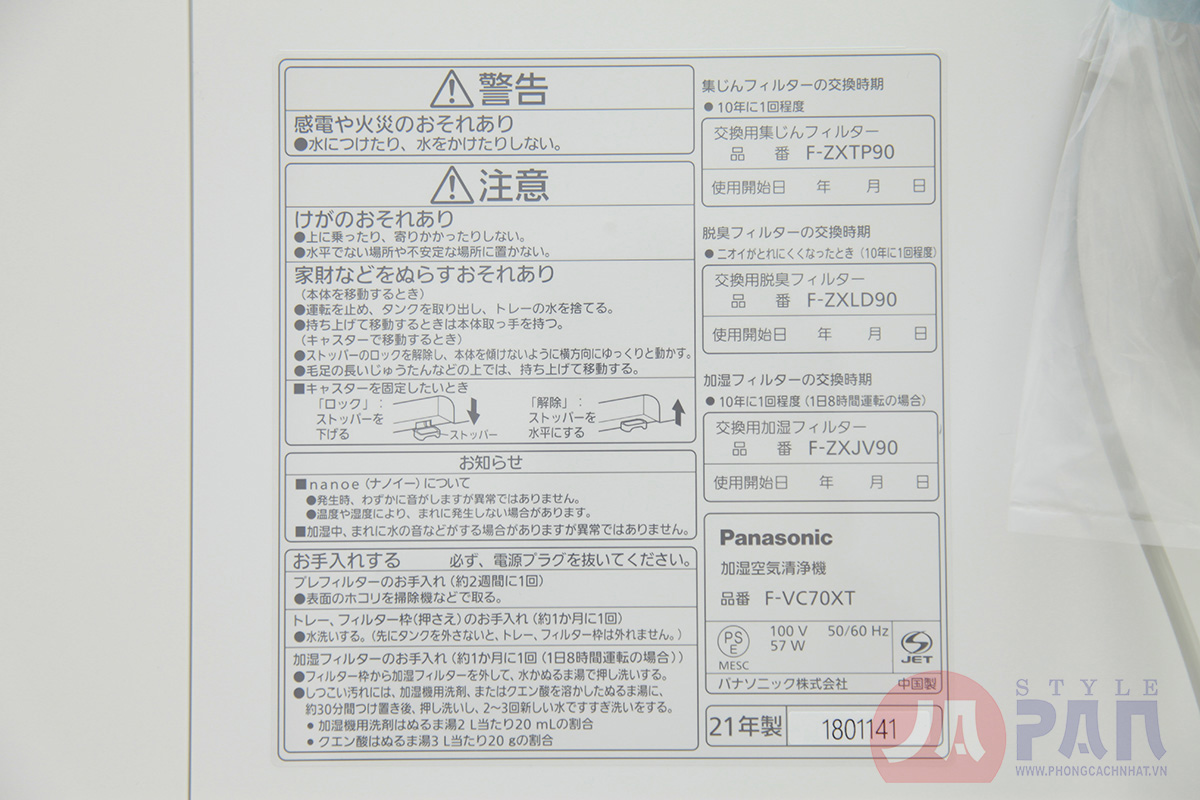 ⚠警告
感電や火災のおそれあり
●水につけたり、水をかけたりしない。
⚠注意
けがのおそれあり
●上に乗ったり、寄りかかったりしない。
●水平でない場所や不安定な場所に置かない。
家財などをぬらすおそれあり
（本体を移動するとき）
●運転を止め、タンクを取り出し、トレーの水を捨てる。
●持ち上げて移動するときは本体取っ手を持つ。
（キャスターで移動するとき）
●ストッパーのロックを解除し、本体を傾けないように横方向にゆっくりと動かす。
●毛足の長いじゅうたんなどの上では、持ち上げて移動する。
■キャスターを固定したいとき
「ロック」：
ストッパーを
下げる
ストッパー
「解除」：
ストッパーを
水平にする
お知らせ
■nanoe（ナノイー）について
●発生時、わずかに音がしますが異常ではありません。
●温度や湿度により、まれに発生しない場合があります。
■加湿中、まれに水の音などがする場合がありますが異常ではありません。
お手入れする 必ず、電源プラグを抜いてください。
プレフィルターのお手入れ（約2週間に1回）
●表面のホコリを掃除機などで取る。
トレー、フィルター枠（押さえ）のお手入れ（約1か月に1回）
●水洗いする。（先にタンクを外さないと、トレー、フィルター枠は外れません。）
加湿フィルターのお手入れ（約1か月に1回（1日8時間運転の場合））
●フィルター枠から加湿フィルターを外して、水かぬるま湯で押し洗いする。
●しつこい汚れには、加湿機用洗剤、またはクエン酸を溶かしたぬるま湯に、
約30分間つけ置き後、押し洗いし、2～3回新しい水ですすぎ洗いをする。
• 加湿機用洗剤はぬるま湯2 L当たり20 mLの割合
• クエン酸はぬるま湯3 L当たり20 gの割合
集じんフィルターの交換時期
●10年に1回程度
交換用集じんフィルター
品 番 F-ZXTP90
使用開始日 年 月 日
脱臭フィルターの交換時期
●ニオイがとれにくくなったとき（10年に1回程度）
交換用脱臭フィルター
品 番 F-ZXLD90
使用開始日 年 月 日
加湿フィルターの交換時期
●10年に1回程度（1日8時間運転の場合）
交換用加湿フィルター
品 番 F-ZXJV90
使用開始日 年 月 日
Panasonic
加湿空気清浄機
品番 F-VC70XT
PS
E
MESC
100 V 50/60 Hz
57 W
JET
パナソニック株式会社 中国製
21年製 1801141
STYLE
JAPAN
WWW.PHONGCACHNHAT.VN